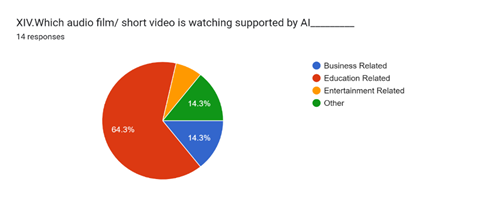 XIV.Which audio film/ short video is watching supported by AI_________
14 responses
Business Related
Education Related
Entertainment Related
Other
14.3%
64.3%
14.3%